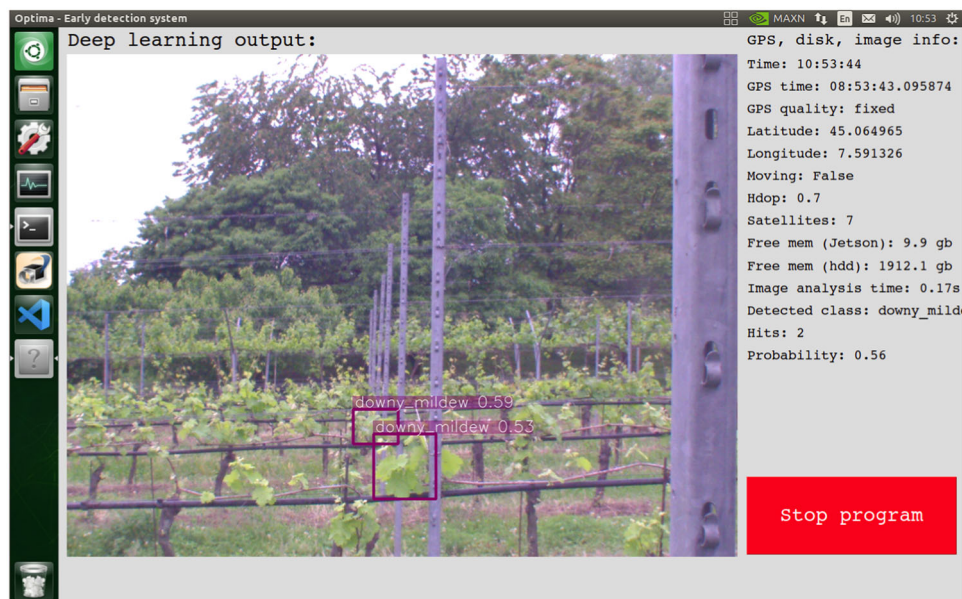 Optima - Early detection system
MAXN
En
10:53
Deep learning output:
GPS, disk, image info:
Time: 10:53:44
GPS time: 08:53:43.095874
GPS quality: fixed
Latitude: 45.064965
Longitude: 7.591326
Moving: False
Hdop: 0.7
Satellites: 7
Free mem (Jetson): 9.9 gb
Free mem (hdd): 1912.1 gb
Image analysis time: 0.17s
Detected class: downy_milde
Hits: 2
Probability: 0.56
downy_mildew 0.59
downy_mildew 0.53
Stop program